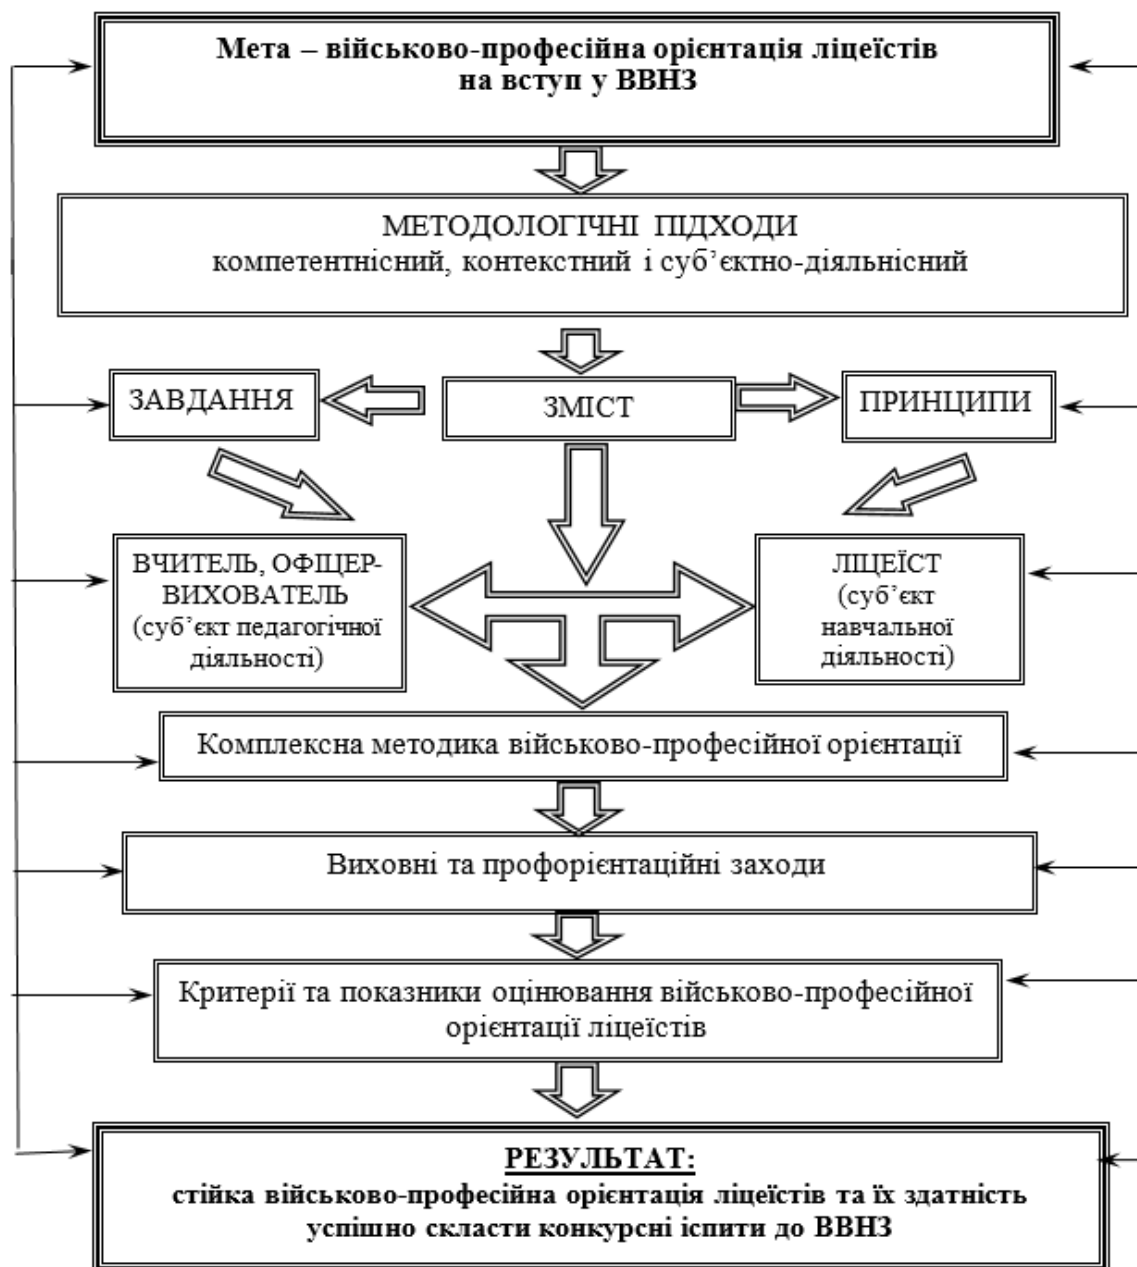 Мета – військово-професійна орієнтація ліцеїстів
на вступ у ВВНЗ
МЕТОДОЛОГІЧНІ ПІДХОДИ
компетентнісний, контекстний і суб’єктно-діяльнісний
ЗАВДАННЯ
ЗМІСТ
ПРИНЦИПИ
ВЧИТЕЛЬ, ОФІЦЕР-
ВИХОВАТЕЛЬ
(суб’єкт педагогічної
діяльності)
ЛІЦЕЇСТ
(суб’єкт
навчальної
діяльності)
Комплексна методика військово-професійної орієнтації
Виховні та профорієнтаційні заходи
Критерії та показники оцінювання військово-професійної
орієнтації ліцеїстів
РЕЗУЛЬТАТ:
стійка військово-професійна орієнтація ліцеїстів та їх здатність
успішно скласти конкурсні іспити до ВВНЗ